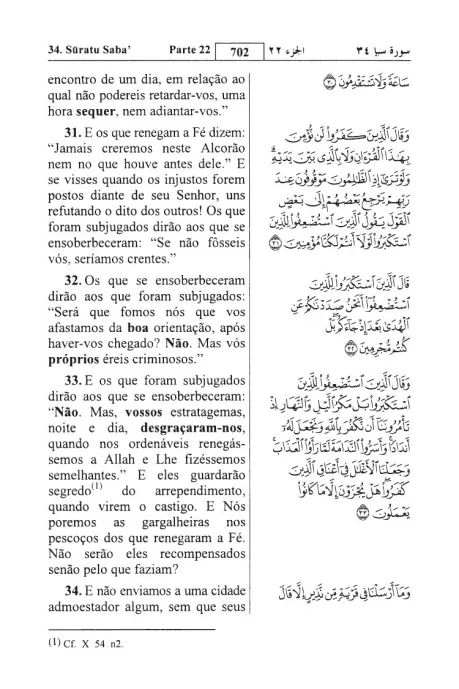 34. Sūratu Saba’ Parte 22 702 الجزء ٢٢ سورة سبأ ٣٤
encontro de um dia, em relação ao
qual não podereis retardar-vos, uma
hora sequer, nem adiantar-vos.”
31. E os que renegam a Fé dizem:
“Jamais creremos neste Alcorão
nem no que houve antes dele.” E
se visses quando os injustos forem
postos diante de seu Senhor, uns
refutando o dito dos outros! Os que
foram subjugados dirão aos que se
ensoberbeceram: “Se não fôsseis
vós, seríamos crentes.”
32. Os que se ensoberbeceram
dirão aos que foram subjugados:
“Será que fomos nós que vos
afastamos da boa orientação, após
haver-vos chegado? Não. Mas vós
próprios éreis criminosos.”
33. E os que foram subjugados
dirão aos que se ensoberbeceram:
“Não. Mas, vossos estratagemas,
noite e dia, desgraçaram-nos,
quando nos ordenáveis renegás-
semos a Allah e Lhe fizéssemos
semelhantes.” E eles guardarão
segredo(1) do arrependimento,
quando virem o castigo. E Nós
poremos as gargalheiras nos
pescoços dos que renegaram a Fé.
Não serão eles recompensados
senão pelo que faziam?
34. E não enviamos a uma cidade
admoestador algum, sem que seus
سَاعَةً وَلَا تَسْتَقْدِمُونَ ٣٠
وَقَالَ ٱلَّذِينَ كَفَرُوا۟ لَن نُّؤْمِنَ
بِهَـٰذَا ٱلْقُرْءَانِ وَلَا بِٱلَّذِى بَيْنَ يَدَيْهِ ۗ
وَلَوْ تَرَىٰٓ إِذِ ٱلظَّـٰلِمُونَ مَوْقُوفُونَ عِندَ
رَبِّهِمْ يَرْجِعُ بَعْضُهُمْ إِلَىٰ بَعْضٍ
ٱلْقَوْلَ يَقُولُ ٱلَّذِينَ ٱسْتُضْعِفُوا۟ لِلَّذِينَ
ٱسْتَكْبَرُوا۟ لَوْلَآ أَنتُمْ لَكُنَّا مُؤْمِنِينَ ٣١
قَالَ ٱلَّذِينَ ٱسْتَكْبَرُوا۟ لِلَّذِينَ
ٱسْتُضْعِفُوٓا۟ أَنَحْنُ صَدَدْنَـٰكُمْ عَنِ
ٱلْهُدَىٰ بَعْدَ إِذْ جَآءَكُم ۖ بَلْ
كُنتُم مُّجْرِمِينَ ٣٢
وَقَالَ ٱلَّذِينَ ٱسْتُضْعِفُوا۟ لِلَّذِينَ
ٱسْتَكْبَرُوا۟ بَلْ مَكْرُ ٱلَّيْلِ وَٱلنَّهَارِ إِذْ
تَأْمُرُونَنَآ أَن نَّكْفُرَ بِٱللَّهِ وَنَجْعَلَ لَهُۥٓ
أَندَادًا ۚ وَأَسَرُّوا۟ ٱلنَّدَامَةَ لَمَّا رَأَوُا۟ ٱلْعَذَابَ
وَجَعَلْنَا ٱلْأَغْلَـٰلَ فِىٓ أَعْنَاقِ ٱلَّذِينَ
كَفَرُوا۟ ۚ هَلْ يُجْزَوْنَ إِلَّا مَا كَانُوا۟
يَعْمَلُونَ ٣٣
وَمَآ أَرْسَلْنَا فِى قَرْيَةٍ مِّن نَّذِيرٍ إِلَّا قَالَ
(1) Cf. X 54 n2.